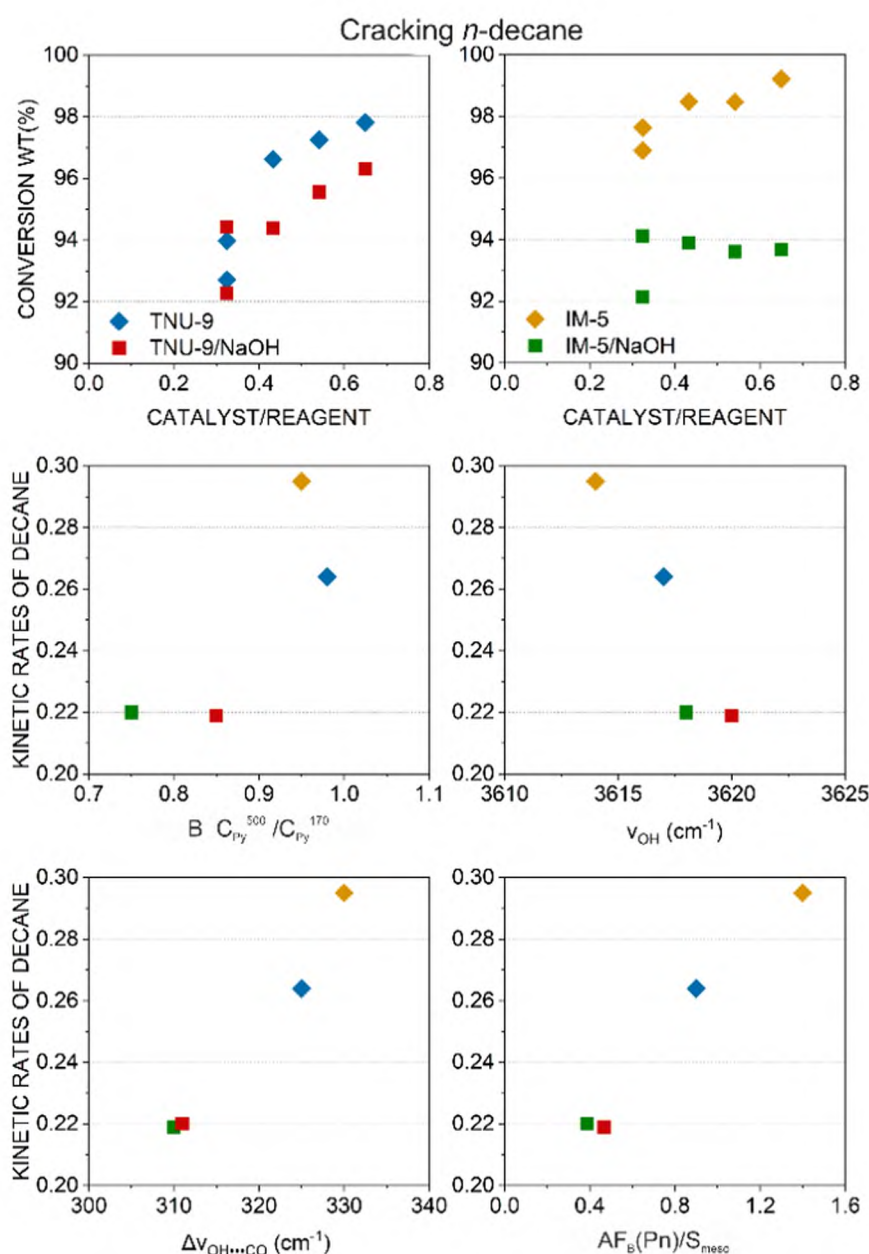 Cracking n-decane
CONVERSION WT(%)
100
98
96
94
92
90
TNU-9
TNU-9/NaOH
0.0 0.2 0.4 0.6 0.8
CATALYST/REAGENT
100
98
96
94
92
90
IM-5
IM-5/NaOH
0.0 0.2 0.4 0.6 0.8
CATALYST/REAGENT
KINETIC RATES OF DECANE
0.30
0.28
0.26
0.24
0.22
0.20
0.7 0.8 0.9 1.0 1.1
B C_Py^500 /C_Py^170
0.30
0.28
0.26
0.24
0.22
0.20
3610 3615 3620 3625
ν_OH (cm⁻¹)
KINETIC RATES OF DECANE
0.30
0.28
0.26
0.24
0.22
0.20
300 310 320 330 340
Δν_OH•••CO (cm⁻¹)
0.30
0.28
0.26
0.24
0.22
0.20
0.0 0.4 0.8 1.2 1.6
AF_B(Pn)/S_meso